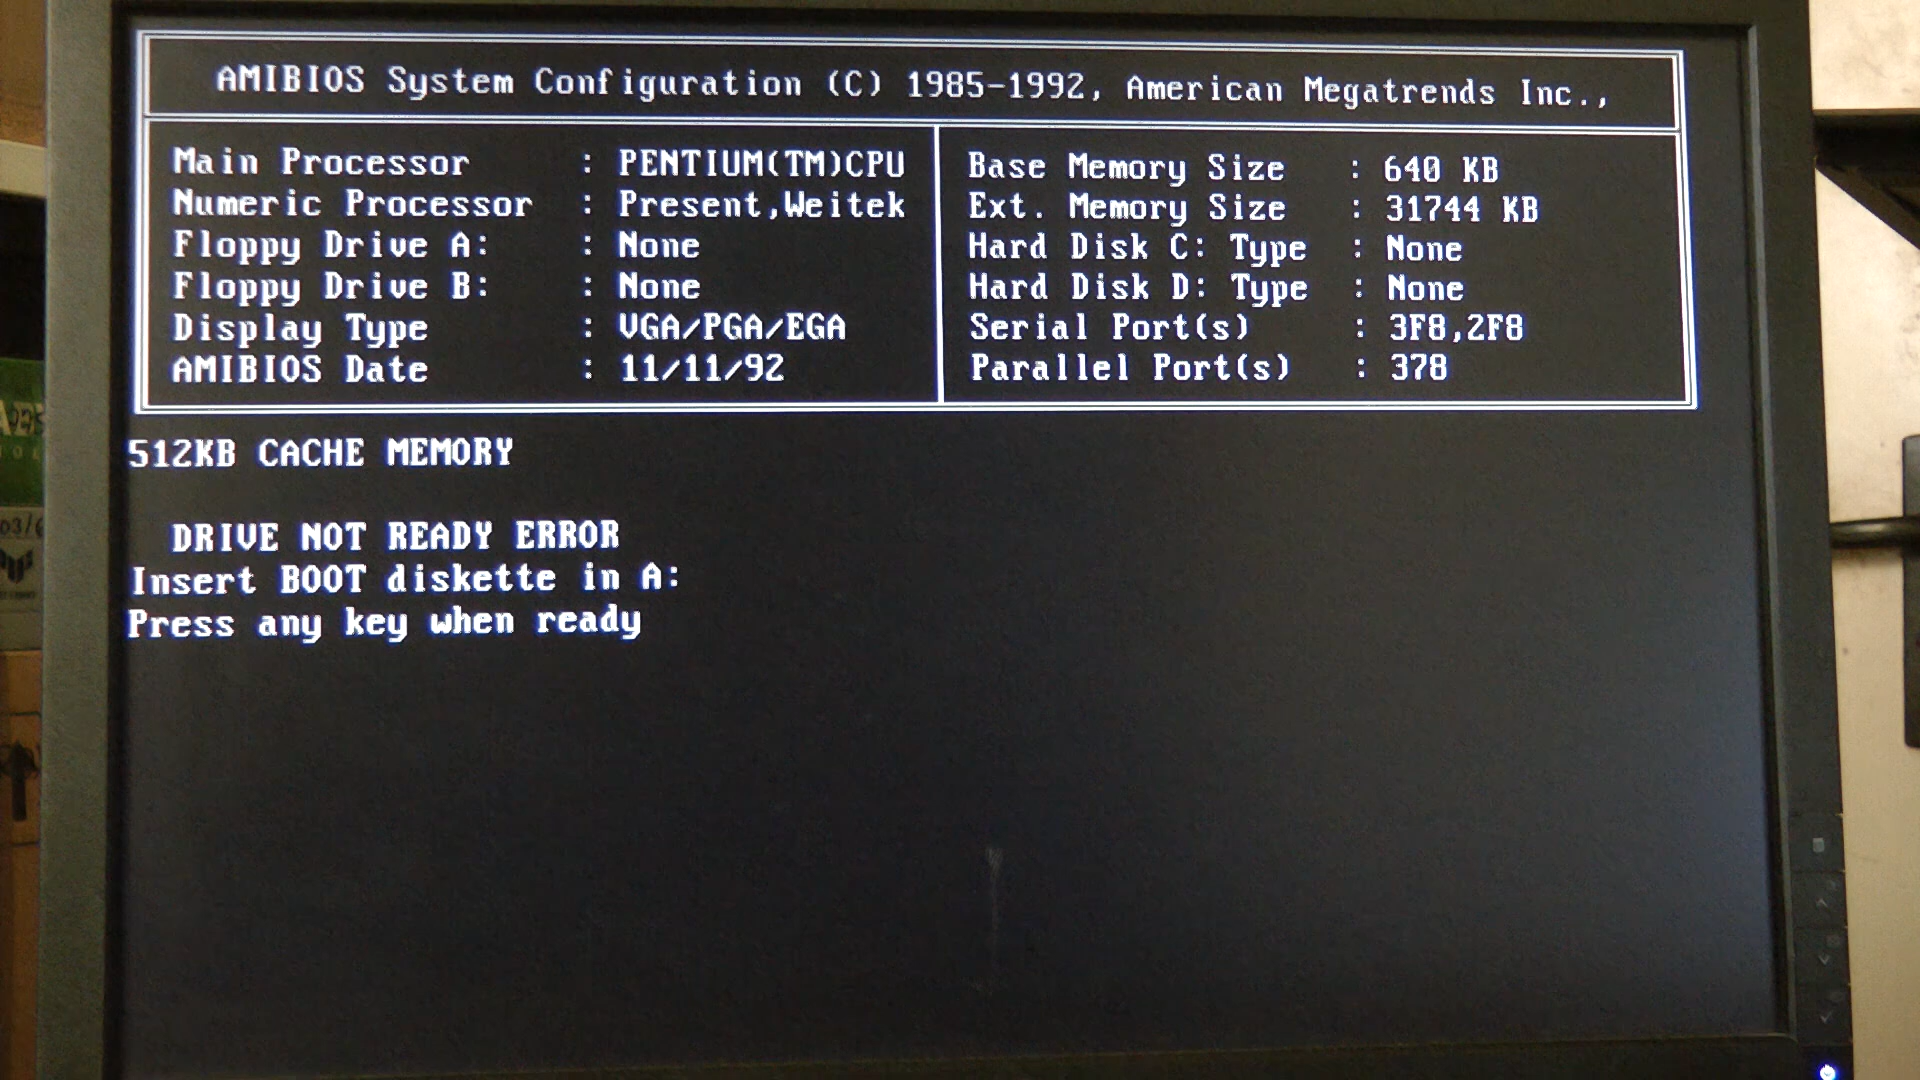 AMIBIOS System Configuration (C) 1985-1992, American Megatrends Inc.,
Main Processor : PENTIUM(TM)CPU
Numeric Processor : Present,Weitek
Floppy Drive A: : None
Floppy Drive B: : None
Display Type : VGA/PGA/EGA
AMIBIOS Date : 11/11/92
Base Memory Size : 640 KB
Ext. Memory Size : 31744 KB
Hard Disk C: Type : None
Hard Disk D: Type : None
Serial Port(s) : 3F8,2F8
Parallel Port(s) : 378
512KB CACHE MEMORY
DRIVE NOT READY ERROR
Insert BOOT diskette in A:
Press any key when ready